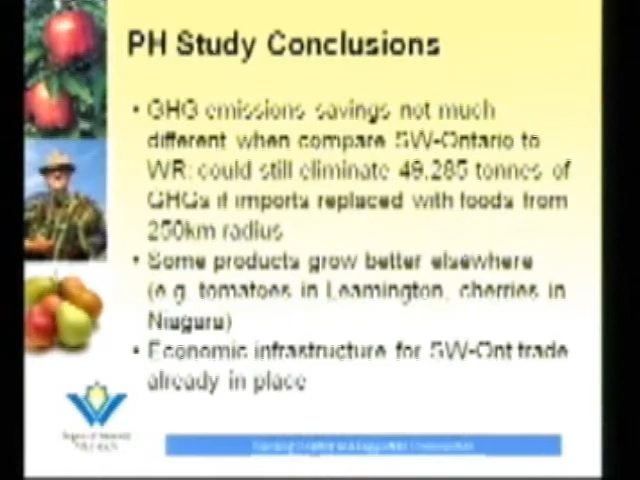 PH Study Conclusions
• GHG emissions savings not much
different when compare SW-Ontario to
WR: could still eliminate 49,285 tonnes of
GHGs if imports replaced with foods from
250km radius
• Some products grow better elsewhere
(e.g. tomatoes in Leamington, cherries in
Niagara)
• Economic infrastructure for SW-Ont trade
already in place